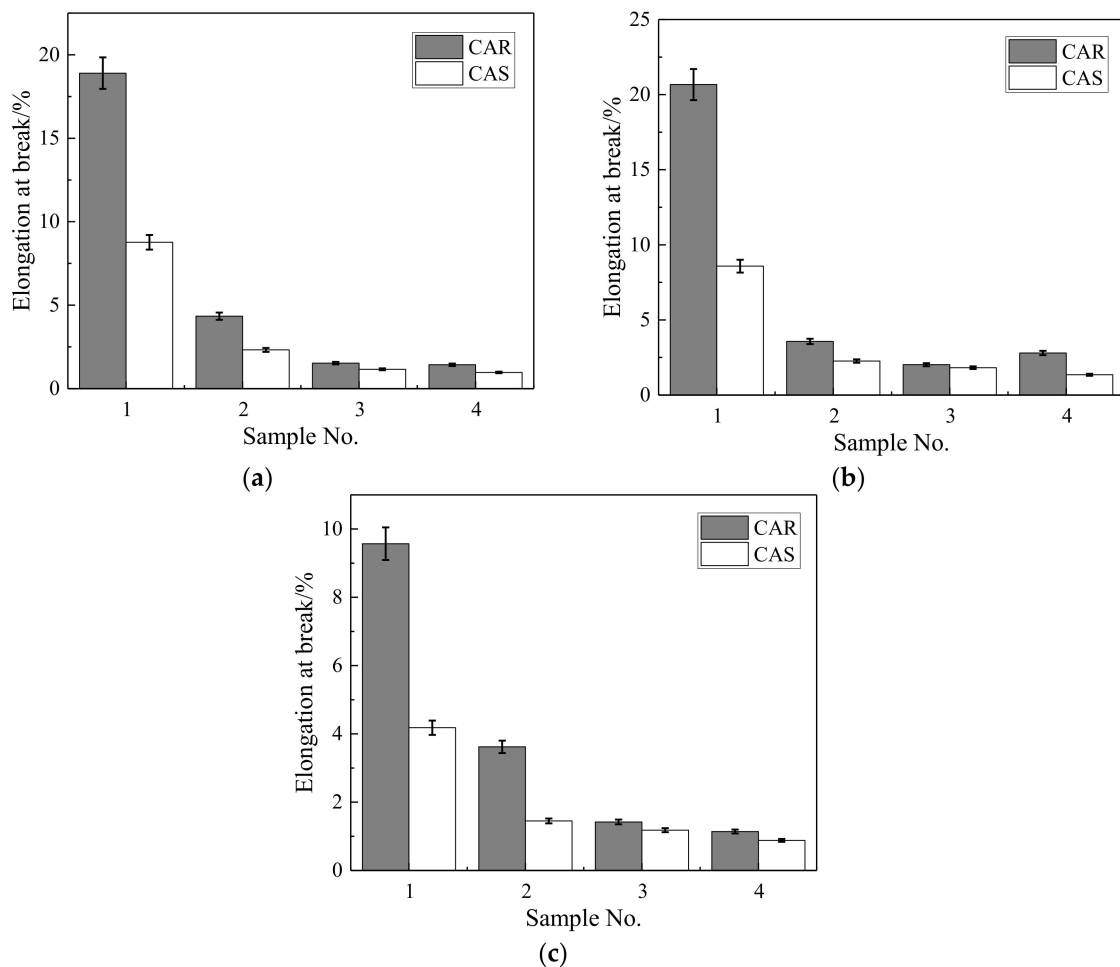 20
15
10
5
0
Elongation at break/%
CAR
CAS
1 2 3 4
Sample No.
(a)
25
20
15
10
5
0
Elongation at break/%
CAR
CAS
1 2 3 4
Sample No.
(b)
10
8
6
4
2
0
Elongation at break/%
CAR
CAS
1 2 3 4
Sample No.
(c)